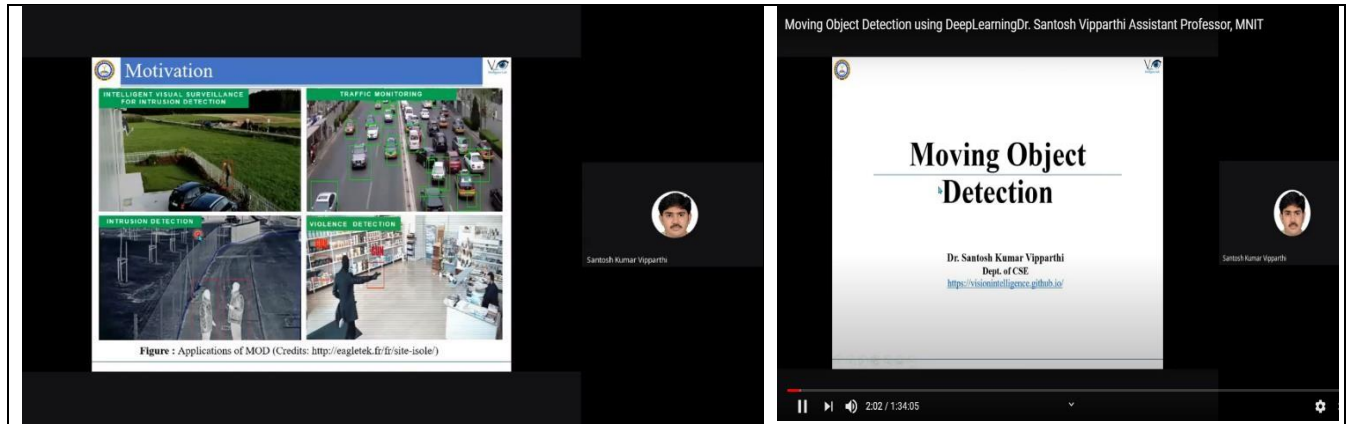 Motivation
INTELLIGENT VISUAL SURVEILLANCE
FOR INTRUSION DETECTION
TRAFFIC MONITORING
INTRUSION DETECTION
VIOLENCE DETECTION
Figure : Applications of MOD (Credits: http://eagletek.fr/fr/site-isole/)
Santosh Kumar Vipparthi
Moving Object Detection using DeepLearningDr. Santosh Vipparthi Assistant Professor, MNIT
Moving Object
Detection
Dr. Santosh Kumar Vipparthi
Dept. of CSE
https://visionintelligence.github.io/
Santosh Kumar Vipparthi
2:02 / 1:34:05